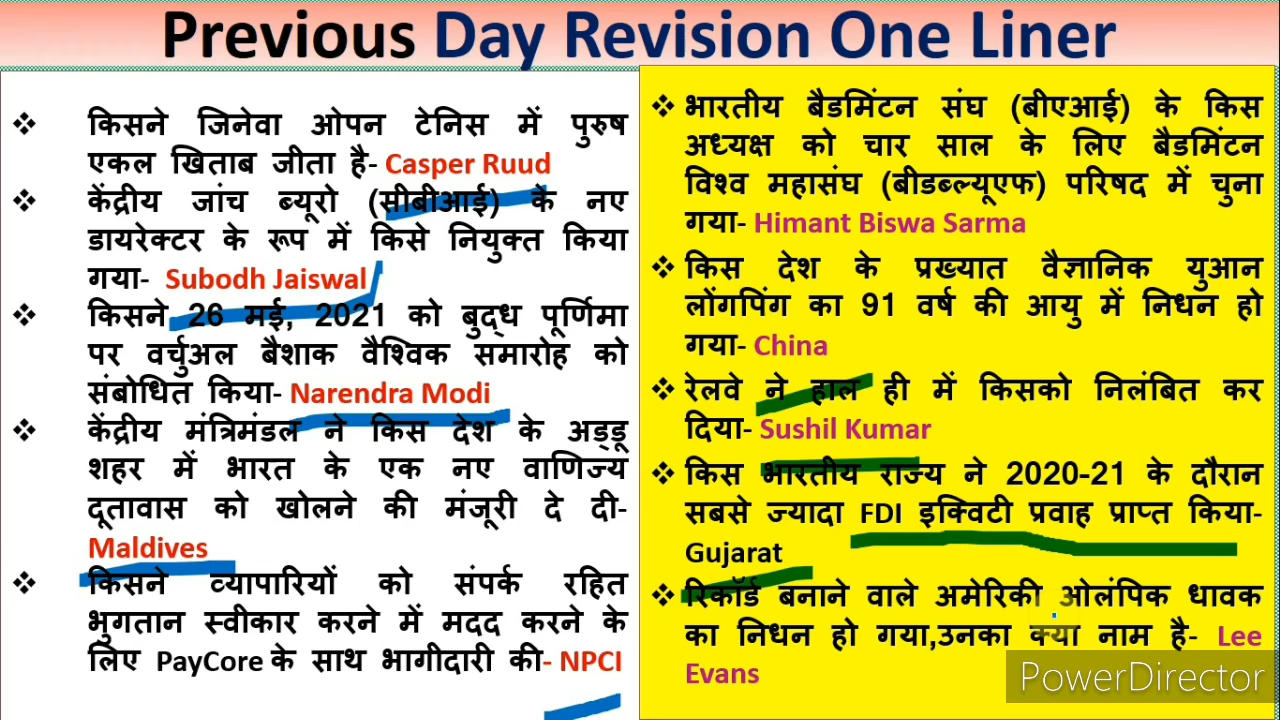 Previous Day Revision One Liner
❖ किसने जिनेवा ओपन टेनिस में पुरुष
एकल खिताब जीता है- Casper Ruud
❖ केंद्रीय जांच ब्यूरो (सीबीआई) के नए
डायरेक्टर के रूप में किसे नियुक्त किया
गया- Subodh Jaiswal
❖ किसने 26 मई, 2021 को बुद्ध पूर्णिमा
पर वर्चुअल बैशाक वैश्विक समारोह को
संबोधित किया- Narendra Modi
❖ केंद्रीय मंत्रिमंडल ने किस देश के अड्डू
शहर में भारत के एक नए वाणिज्य
दूतावास को खोलने की मंजूरी दे दी-
Maldives
❖ किसने व्यापारियों को संपर्क रहित
भुगतान स्वीकार करने में मदद करने के
लिए PayCore के साथ भागीदारी की- NPCI
❖ भारतीय बैडमिंटन संघ (बीएआई) के किस
अध्यक्ष को चार साल के लिए बैडमिंटन
विश्व महासंघ (बीडब्ल्यूएफ) परिषद में चुना
गया- Himant Biswa Sarma
❖ किस देश के प्रख्यात वैज्ञानिक युआन
लोंगपिंग का 91 वर्ष की आयु में निधन हो
गया- China
❖ रेलवे ने हाल ही में किसको निलंबित कर
दिया- Sushil Kumar
❖ किस भारतीय राज्य ने 2020-21 के दौरान
सबसे ज्यादा FDI इक्विटी प्रवाह प्राप्त किया-
Gujarat
❖ रिकॉर्ड बनाने वाले अमेरिकी ओलंपिक धावक
का निधन हो गया,उनका क्या नाम है- Lee
Evans
PowerDirector